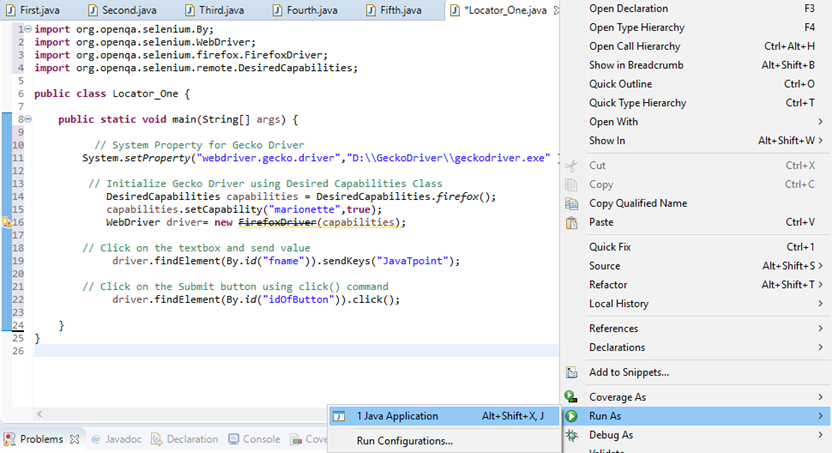 First.java Second.java Third.java Fourth.java Fifth.java *Locator_One.java
1 import org.openqa.selenium.By;
2 import org.openqa.selenium.WebDriver;
3 import org.openqa.selenium.firefox.FirefoxDriver;
4 import org.openqa.selenium.remote.DesiredCapabilities;
5
6 public class Locator_One {
7
8 public static void main(String[] args) {
9
10 // System Property for Gecko Driver
11 System.setProperty("webdriver.gecko.driver","D:\\GeckoDriver\\geckodriver.exe"
12
13 // Initialize Gecko Driver using Desired Capabilities Class
14 DesiredCapabilities capabilities = DesiredCapabilities.firefox();
15 capabilities.setCapability("marionette",true);
16 WebDriver driver= new FirefoxDriver(capabilities);
17
18 // Click on the textbox and send value
19 driver.findElement(By.id("fname")).sendKeys("JavaTpoint");
20
21 // Click on the Submit button using click() command
22 driver.findElement(By.id("idOfButton")).click();
23
24 }
25 }
26
Problems Javadoc Declaration Console Cove
Open Declaration F3
Open Type Hierarchy F4
Open Call Hierarchy Ctrl+Alt+H
Show in Breadcrumb Alt+Shift+B
Quick Outline Ctrl+O
Quick Type Hierarchy Ctrl+T
Open With
Show In Alt+Shift+W
Cut Ctrl+X
Copy Ctrl+C
Copy Qualified Name
Paste Ctrl+V
Quick Fix Ctrl+1
Source Alt+Shift+S
Refactor Alt+Shift+T
Local History
References
Declarations
Add to Snippets...
Coverage As
Run As
Debug As
Validate
1 Java Application Alt+Shift+X, J
Run Configurations...